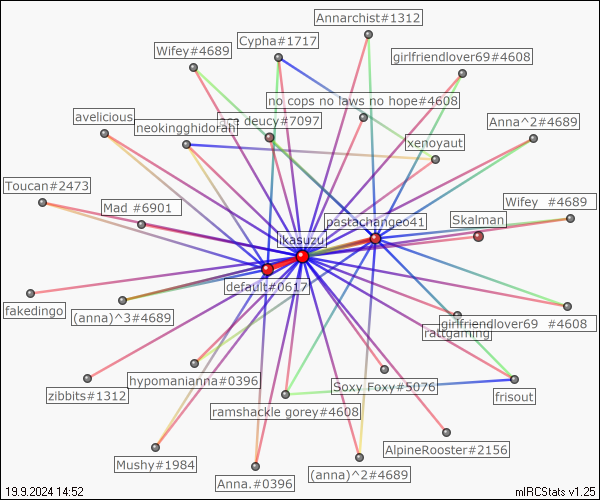 Annarchist#1312
Cypha#1717
Wifey#4689
girlfriendlover69#4608
no cops no laws no hope#4608
avelicious
ace deucy#7097
neokingghidorah
Anna^2#4689
xenoyaut
Toucan#2473
Mad #6901
Wifey  #4689
Skalman
pastachangeo41
ikasuzu
default#0617
fakedingo
(anna)^3#4689
girlfriendlover69  #4608
rattgaming
hypomanianna#0396
Soxy Foxy#5076
zibbits#1312
frisout
ramshackle gorey#4608
AlpineRooster#2156
Mushy#1984
(anna)^2#4689
Anna.#0396
19.9.2024 14:52
mIRCStats v1.25